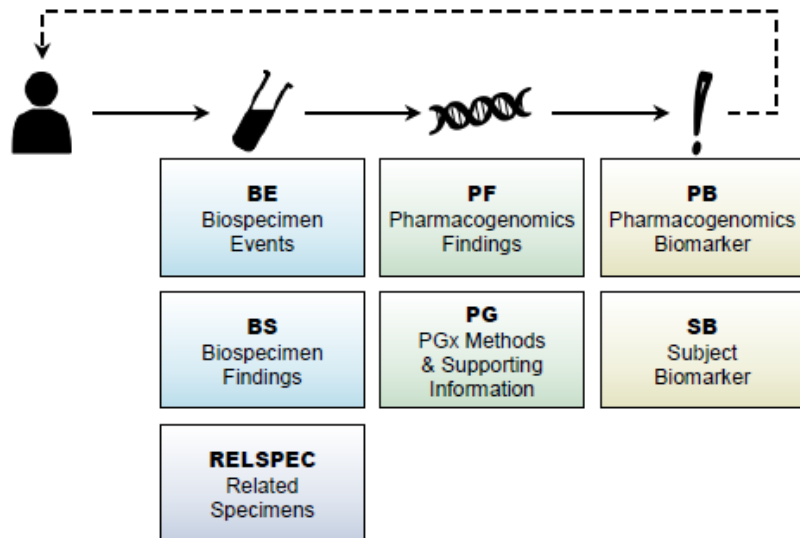 BE
Biospecimen
Events
PF
Pharmacogenomics
Findings
PB
Pharmacogenomics
Biomarker
BS
Biospecimen
Findings
PG
PGx Methods
& Supporting
Information
SB
Subject
Biomarker
RELSPEC
Related
Specimens